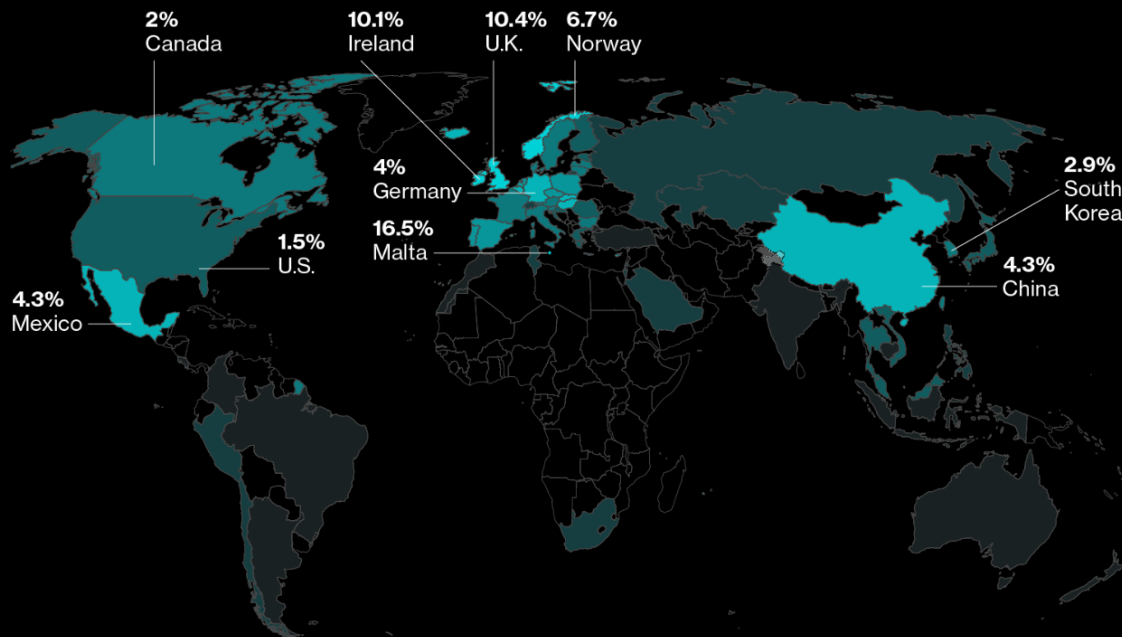 2%
Canada
10.1%
Ireland
10.4%
U.K.
6.7%
Norway
4%
Germany
2.9%
South
Korea
16.5%
Malta
1.5%
U.S.
4.3%
China
4.3%
Mexico